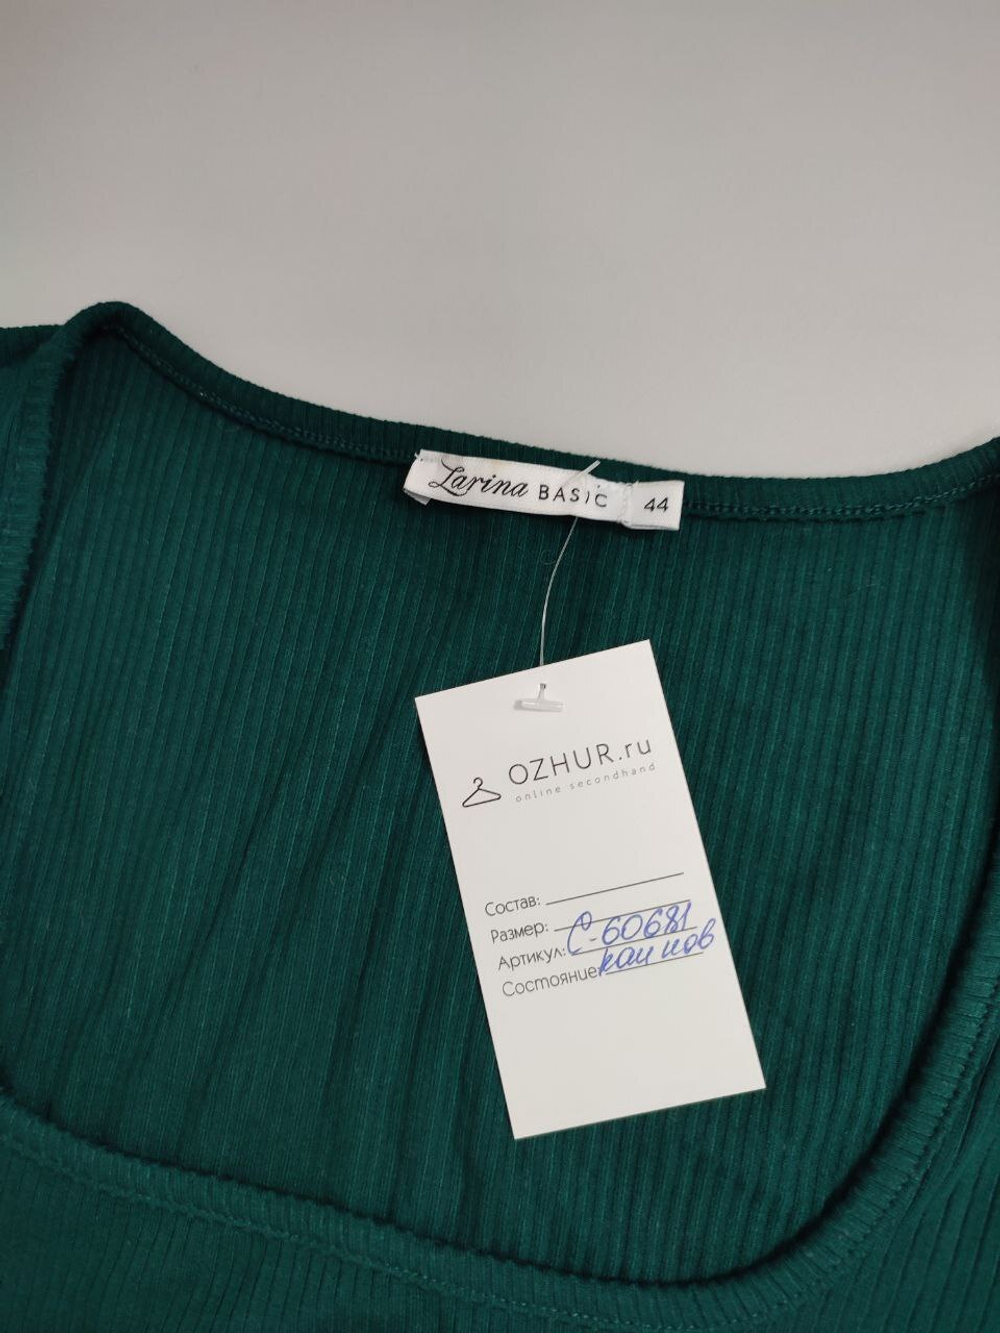 Larina BASIC 44
OZHUR.ru
online secondhand
Состав:
Размер:
Артикул: С-60681
Состояние: как нов